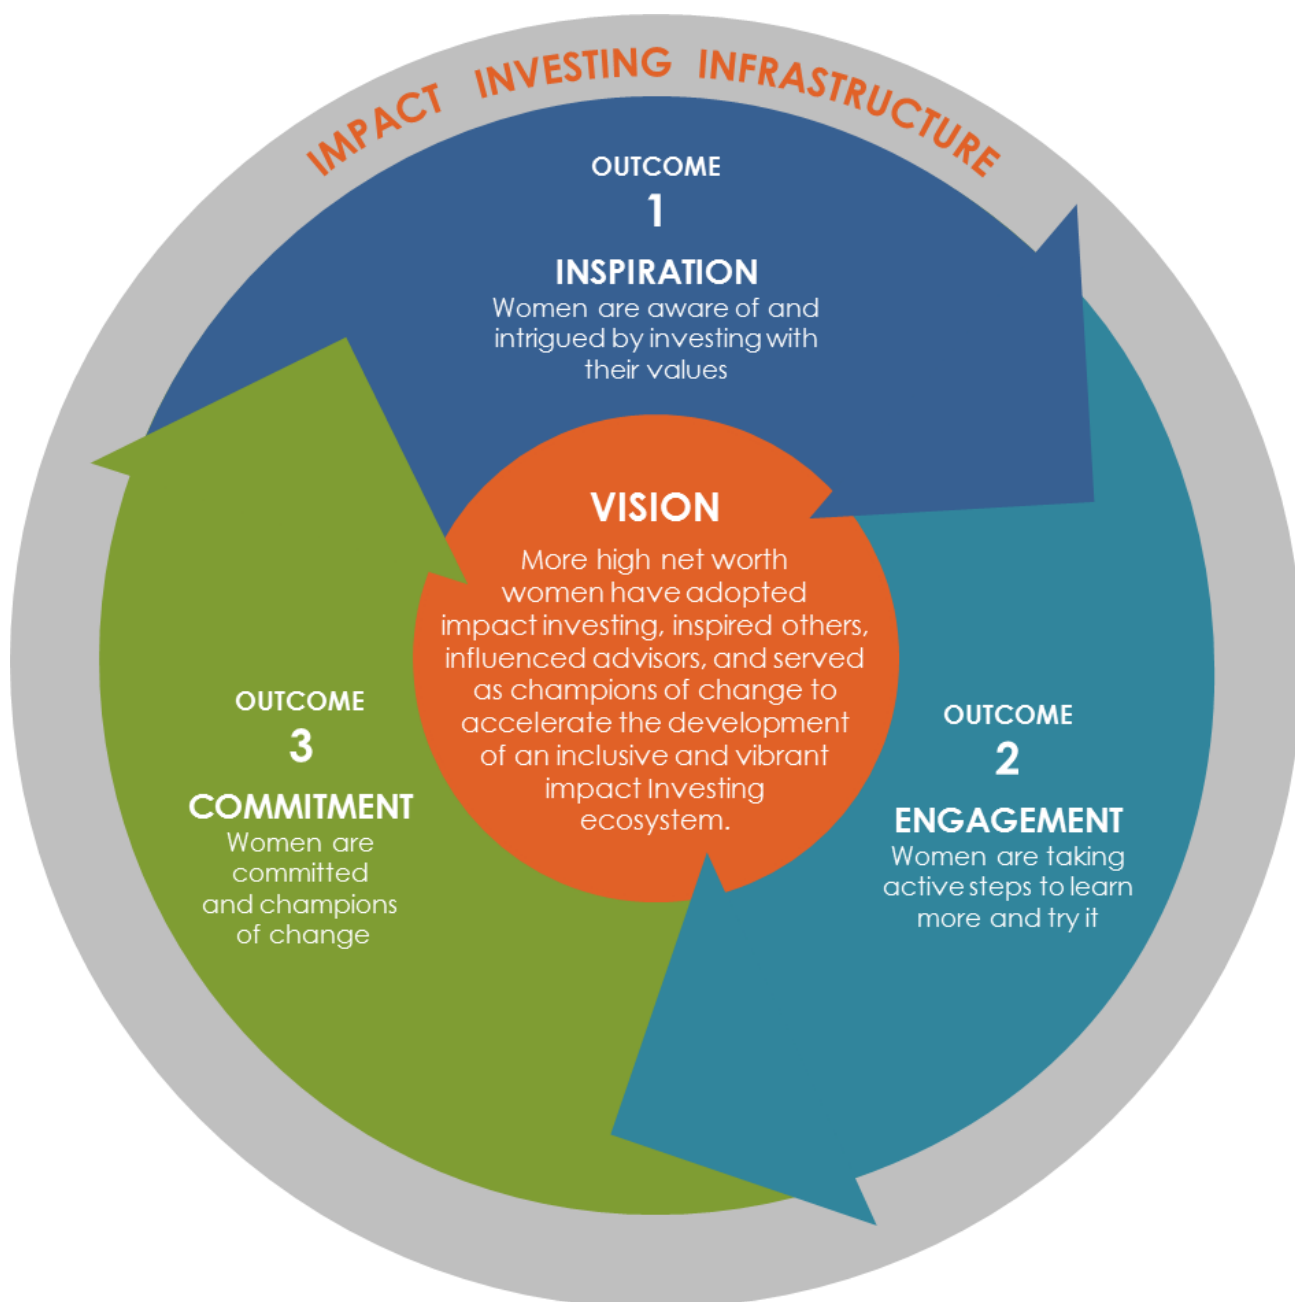 IMPACT INVESTING INFRASTRUCTURE
OUTCOME
1
INSPIRATION
Women are aware of and
intrigued by investing with
their values
VISION
More high net worth
women have adopted
impact investing, inspired others,
influenced advisors, and served
as champions of change to
accelerate the development
of an inclusive and vibrant
impact Investing
ecosystem.
OUTCOME
2
ENGAGEMENT
Women are taking
active steps to learn
more and try it
OUTCOME
3
COMMITMENT
Women are
committed
and champions
of change